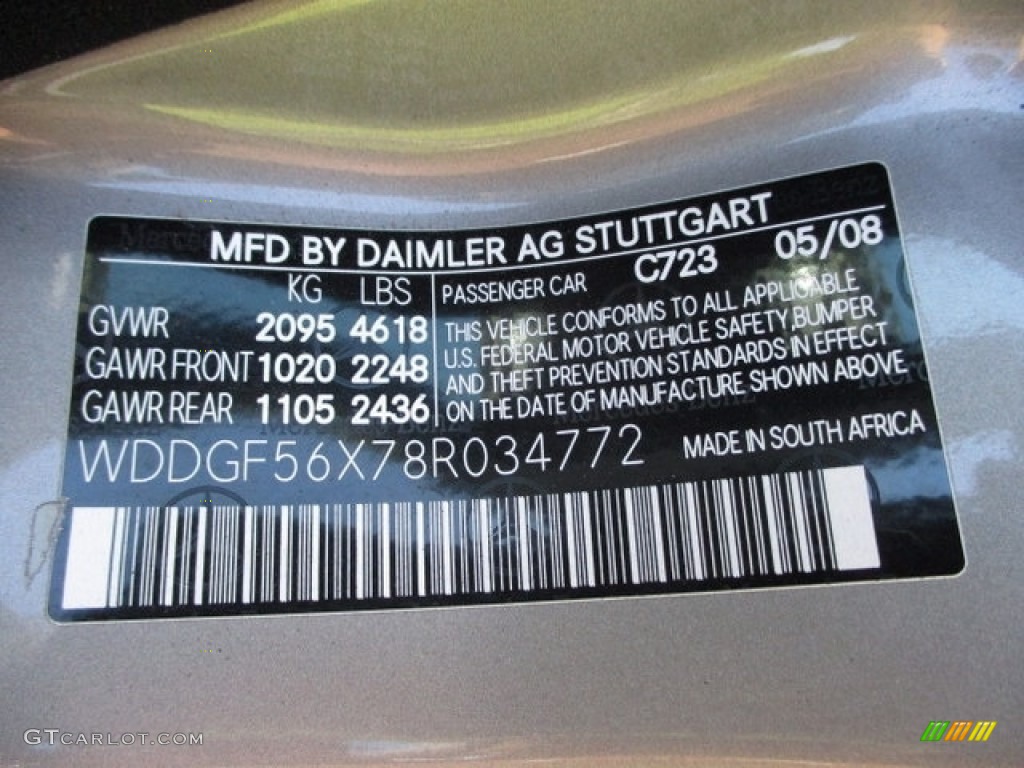 MFD BY DAIMLER AG STUTTGART
KG LBS PASSENGER CAR C723 05/08
GVWR 2095 4618
GAWR FRONT 1020 2248
GAWR REAR 1105 2436
THIS VEHICLE CONFORMS TO ALL APPLICABLE
U.S. FEDERAL MOTOR VEHICLE SAFETY, BUMPER
AND THEFT PREVENTION STANDARDS IN EFFECT
ON THE DATE OF MANUFACTURE SHOWN ABOVE
WDDGF56X78R034772 MADE IN SOUTH AFRICA
GTCARLOT.COM